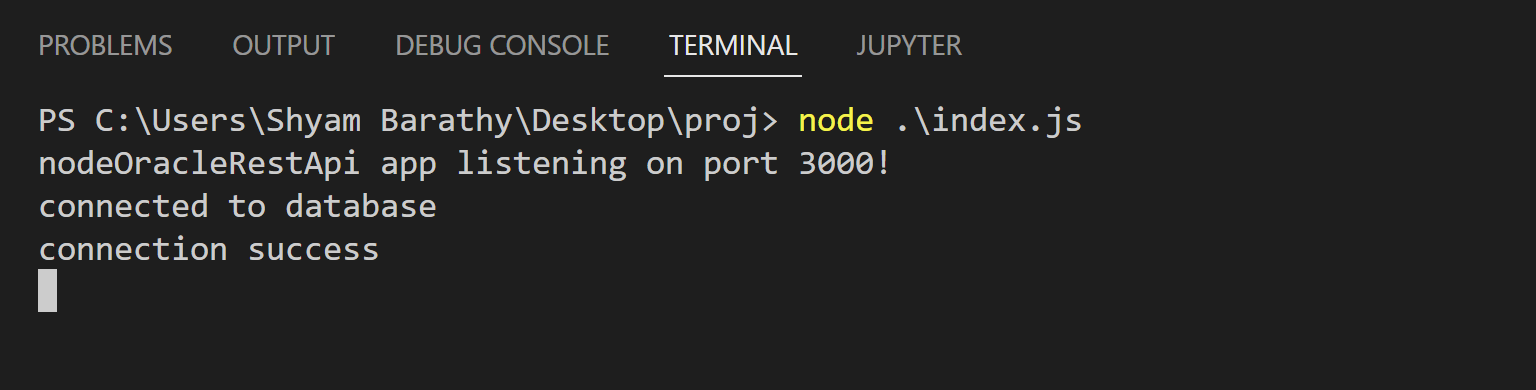 PROBLEMS OUTPUT DEBUG CONSOLE TERMINAL JUPYTER
PS C:\Users\Shyam Barathy\Desktop\proj> node .\index.js
nodeOracleRestApi app listening on port 3000!
connected to database
connection success